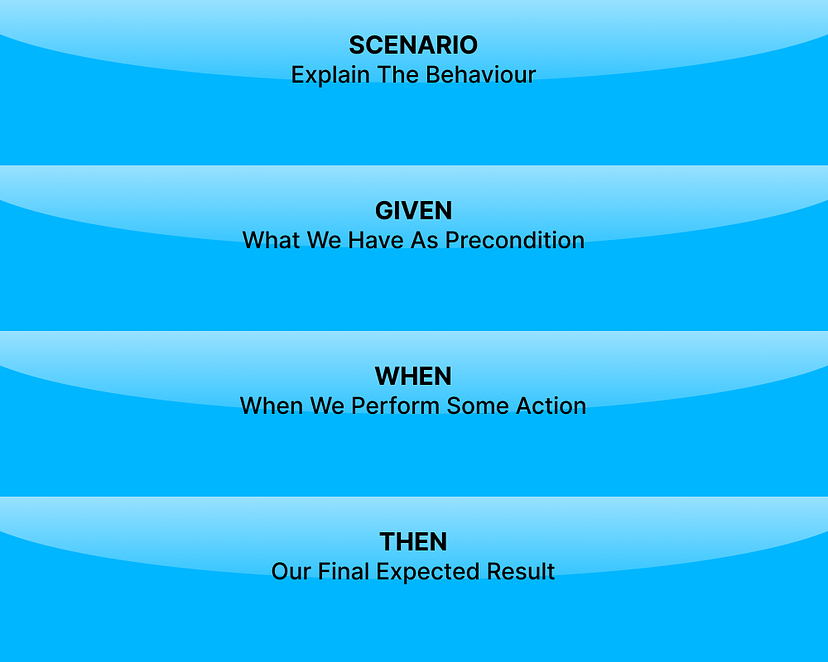 SCENARIO
Explain The Behaviour
GIVEN
What We Have As Precondition
WHEN
When We Perform Some Action
THEN
Our Final Expected Result